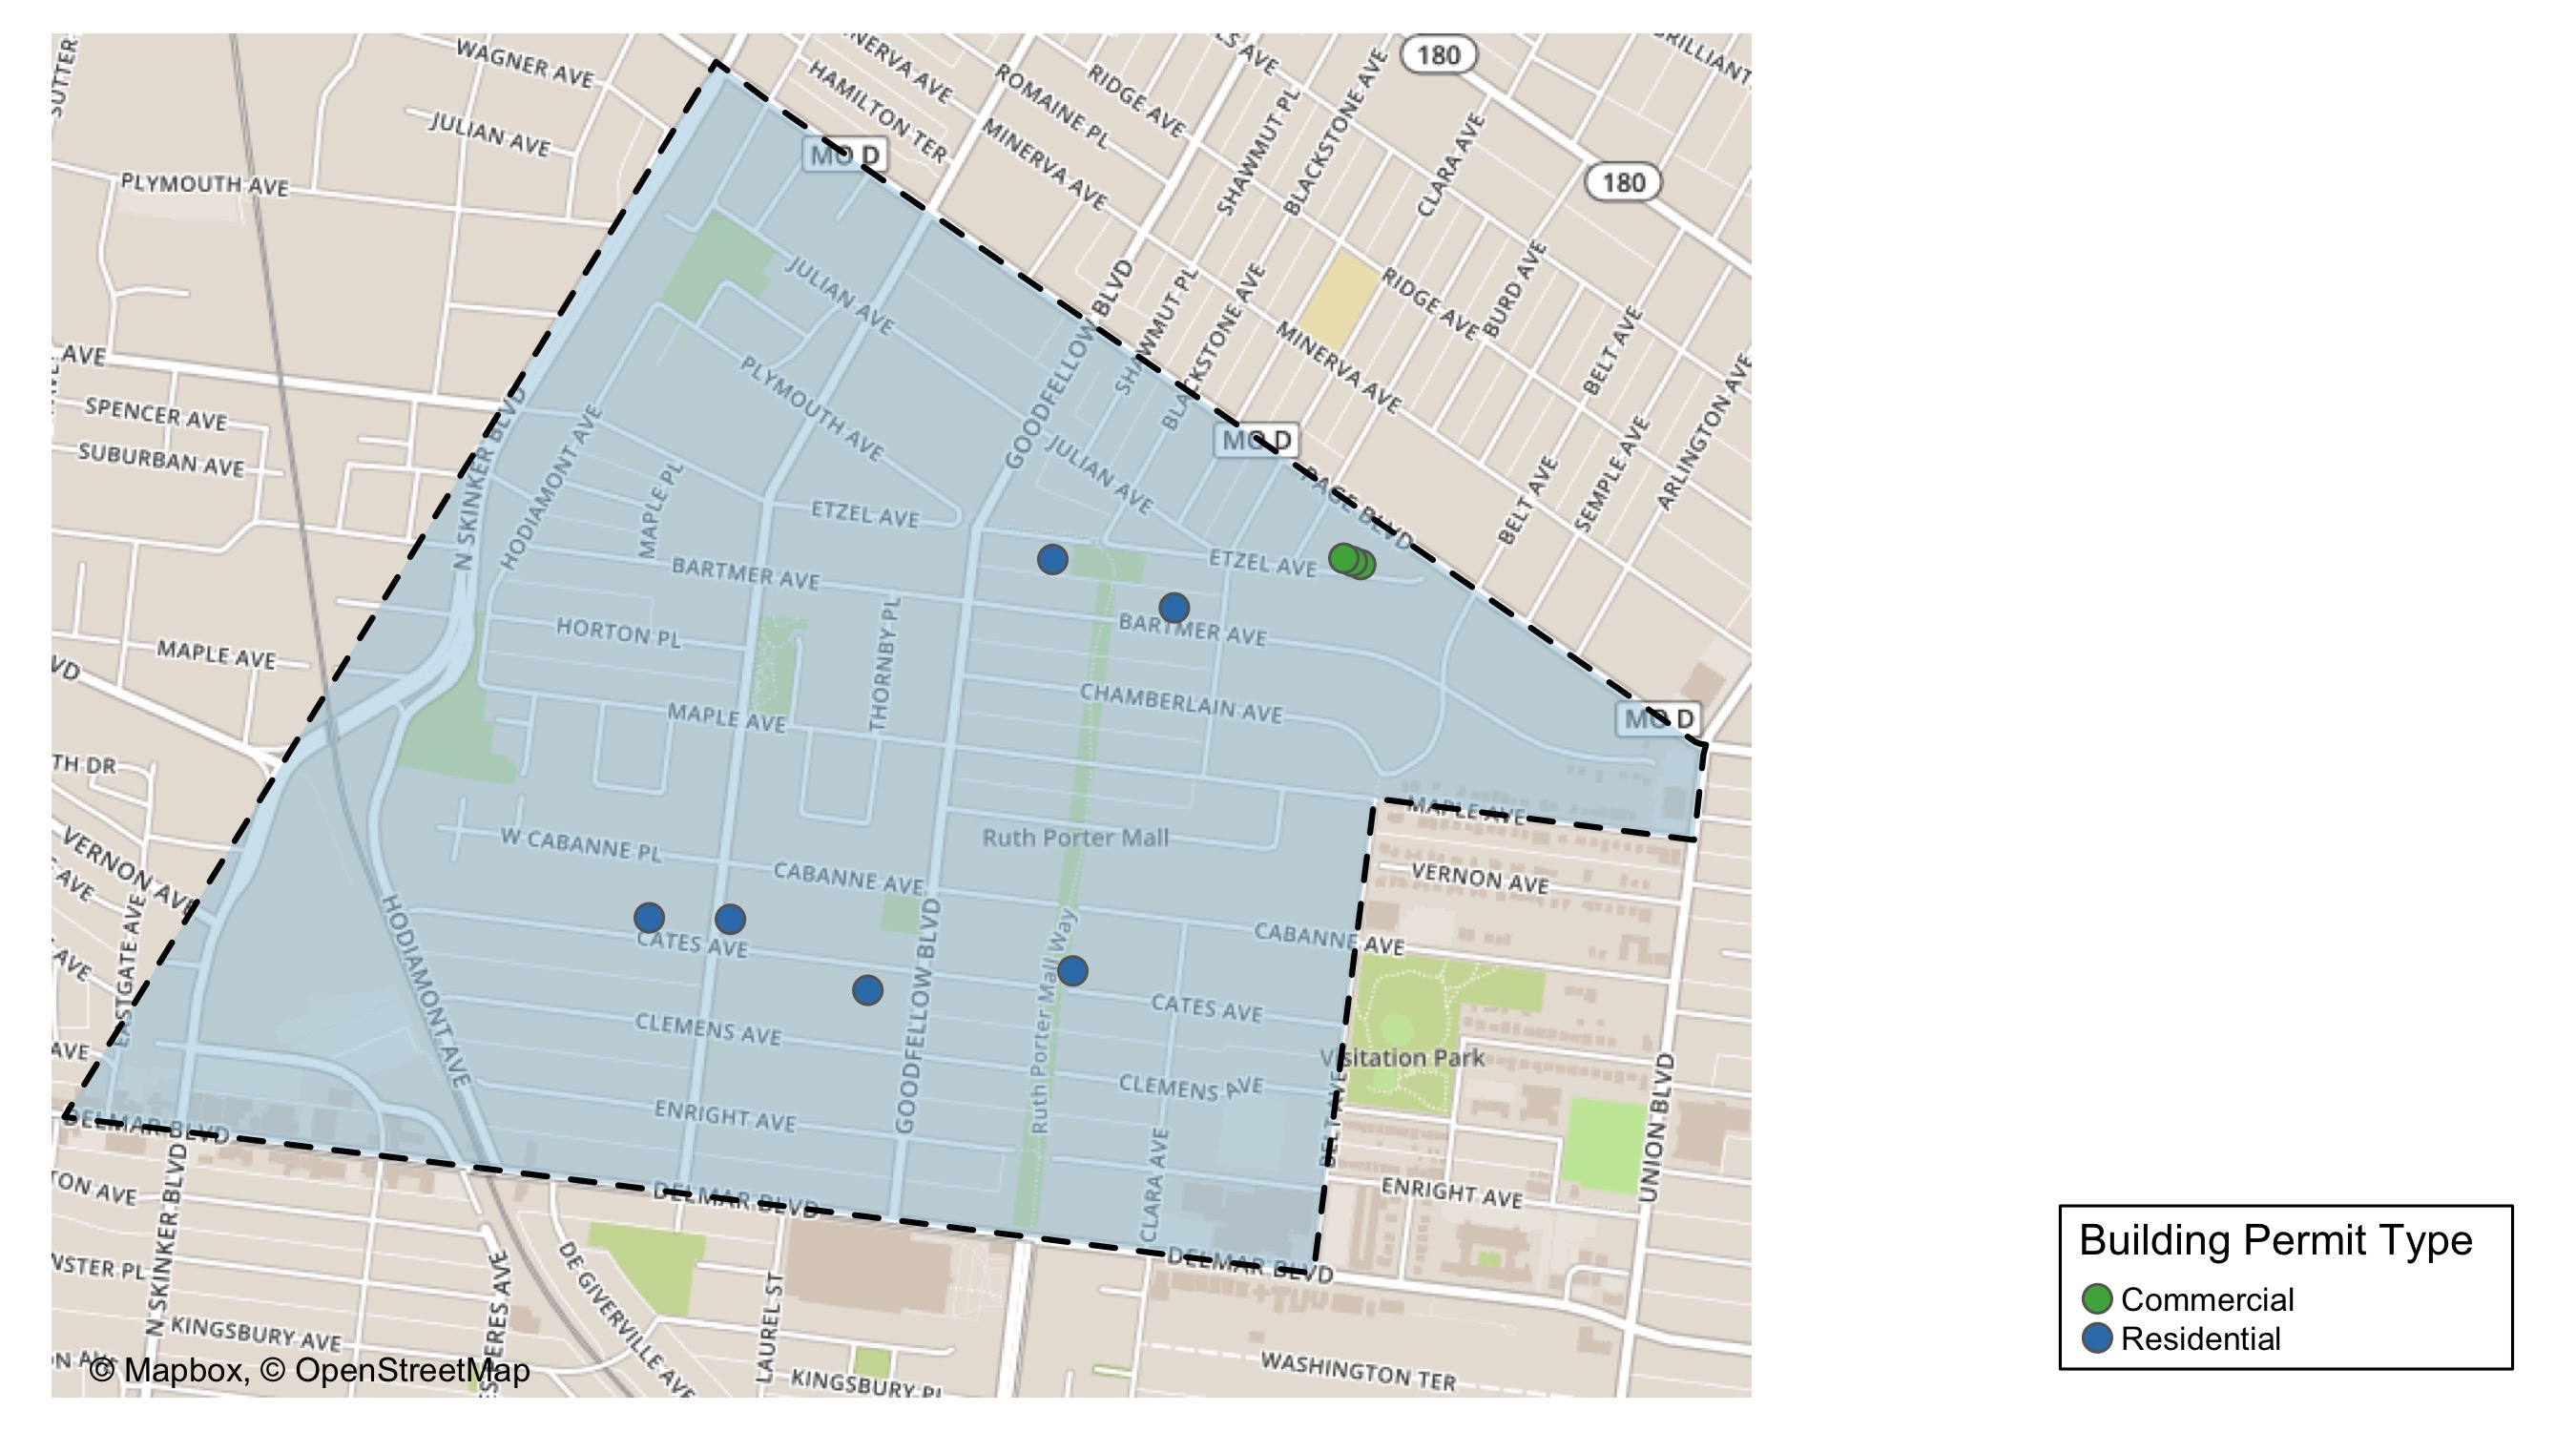 SUTTER
WAGNER AVE
JULIAN AVE
PLYMOUTH AVE
HAMILTON TER
ROMAINE PL
RIDGE AVE
MINERVA AVE
SHAWMUT PL
BLACKSTONE AVE
CLARA AVE
180
180
MO D
JULIAN AVE
GOODFELLOW BLVD
SHAWMUT PL
BLACKSTONE AVE
RIDGE AVE
BURD AVE
MINERVA AVE
BELT AVE
ARLINGTON AVE
AVE
SPENCER AVE
SUBURBAN AVE
N SKINKER BLVD
HODIAMONT AVE
MAPLE PL
PLYMOUTH AVE
ETZEL AVE
JULIAN AVE
MO D
PAGE BLVD
BELT AVE
SEMPLE AVE
ETZEL AVE
BARTMER AVE
HORTON PL
THORNBY PL
BARTMER AVE
MAPLE AVE
MAPLE AVE
CHAMBERLAIN AVE
MO D
TH DR
MAPLE AVE
VERNON AVE
W CABANNE PL
CABANNE AVE
Ruth Porter Mall
VERNON AVE
AVE
EASTGATE AVE
HODIAMONT AVE
CATES AVE
GOODFELLOW BLVD
Ruth Porter Mall Way
CABANNE AVE
AVE
CATES AVE
CLEMENS AVE
Visitation Park
AVE
CLEMENS AVE
BELT AVE
UNION BLVD
ENRIGHT AVE
CLARA AVE
ENRIGHT AVE
DELMAR BLVD
DELMAR BLVD
DELMAR BLVD
TON AVE
N SKINKER BLVD
NSTER PL
DE GIVERVILLE AVE
LAUREL ST
KINGSBURY AVE
KINGSBURY PL
WASHINGTON TER
© Mapbox, © OpenStreetMap
Building Permit Type
Commercial
Residential